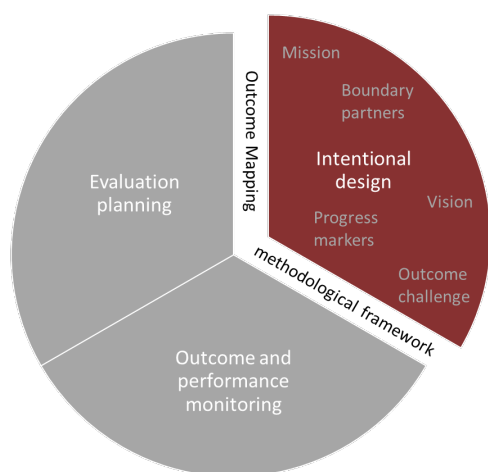 Mission
Boundary
partners
Intentional
design
Vision
Progress
markers
Outcome
challenge
Outcome Mapping
methodological framework
Evaluation
planning
Outcome and
performance
monitoring